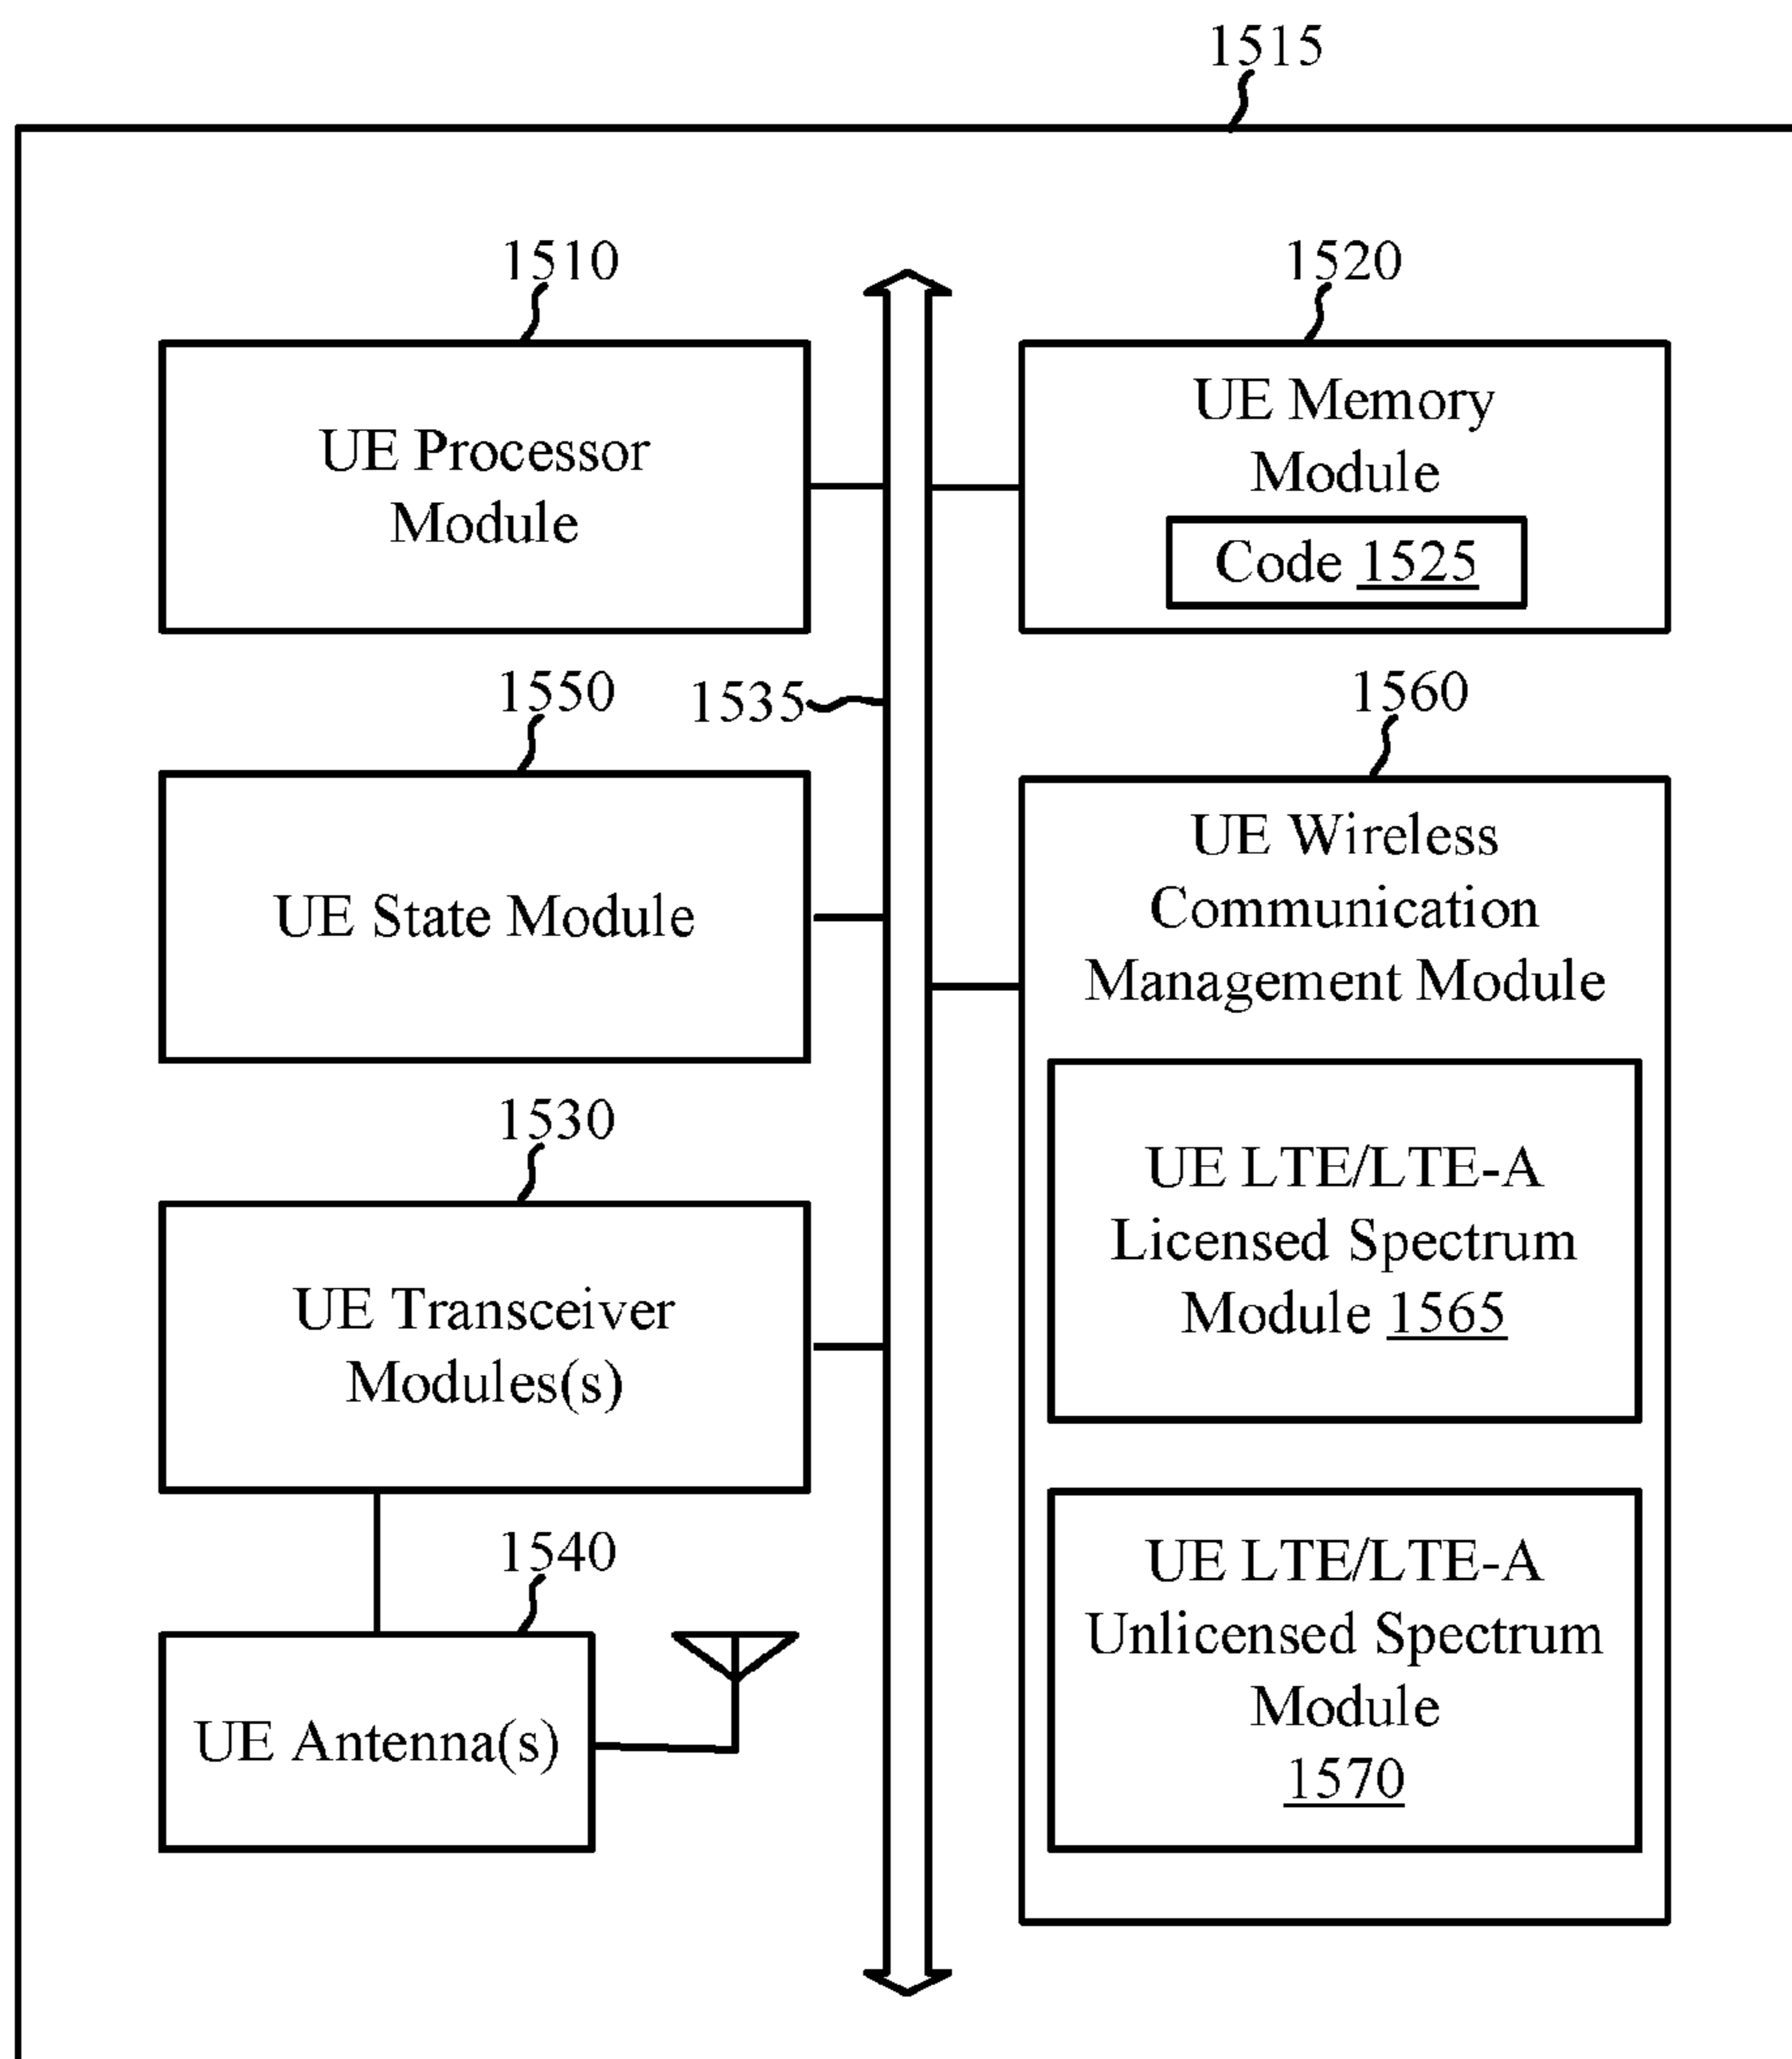 1515
1510
1520
UE Processor
Module
UE Memory
Module
Code 1525
1550
1535
1560
UE State Module
UE Wireless
Communication
Management Module
1530
UE LTE/LTE-A
Licensed Spectrum
Module 1565
UE Transceiver
Modules(s)
1540
UE Antenna(s)
UE LTE/LTE-A
Unlicensed Spectrum
Module
1570